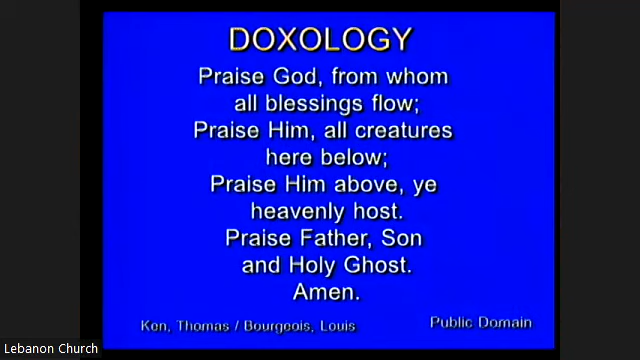 DOXOLOGY
Praise God, from whom
all blessings flow;
Praise Him, all creatures
here below;
Praise Him above, ye
heavenly host.
Praise Father, Son
and Holy Ghost.
Amen.
Ken, Thomas / Bourgeois, Louis
Public Domain
Lebanon Church